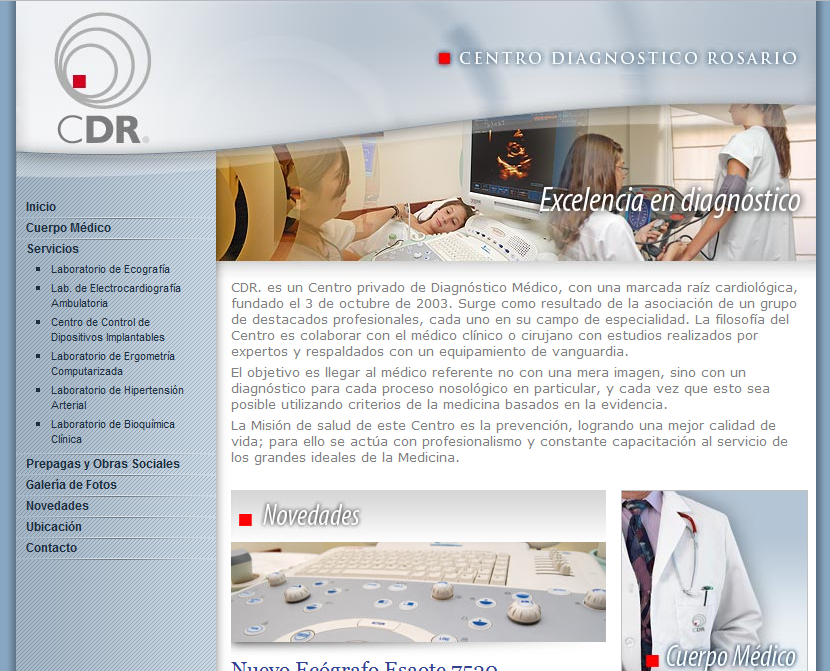 CDR
CENTRO DIAGNOSTICO ROSARIO
Excelencia en diagnóstico
Inicio
Cuerpo Médico
Servicios
Laboratorio de Ecografía
Lab. de Electrocardiografía
Ambulatoria
Centro de Control de
Dipositivos Implantables
Laboratorio de Ergometría
Computarizada
Laboratorio de Hipertensión
Arterial
Laboratorio de Bioquímica
Clínica
Prepagas y Obras Sociales
Galería de Fotos
Novedades
Ubicación
Contacto
CDR. es un Centro privado de Diagnóstico Médico, con una marcada raíz cardiológica,
fundado el 3 de octubre de 2003. Surge como resultado de la asociación de un grupo
de destacados profesionales, cada uno en su campo de especialidad. La filosofía del
Centro es colaborar con el médico clínico o cirujano con estudios realizados por
expertos y respaldados con un equipamiento de vanguardia.
El objetivo es llegar al médico referente no con una mera imagen, sino con un
diagnóstico para cada proceso nosológico en particular, y cada vez que esto sea
posible utilizando criterios de la medicina basados en la evidencia.
La Misión de salud de este Centro es la prevención, logrando una mejor calidad de
vida; para ello se actúa con profesionalismo y constante capacitación al servicio de
los grandes ideales de la Medicina.
Novedades
Nuevo Ecógrafo Esaote 7520
CDR
Cuerpo Médico